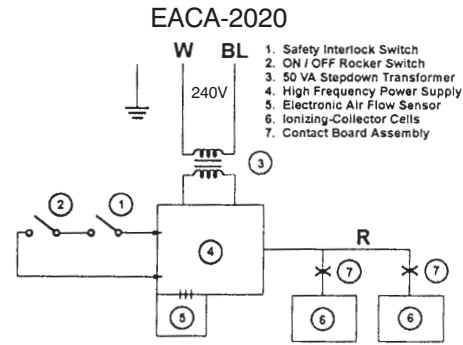 EACA-2020
W BL
240V
1. Safety Interlock Switch
2. ON / OFF Rocker Switch
3. 50 VA Stepdown Transformer
4. High Frequency Power Supply
5. Electronic Air Flow Sensor
6. Ionizing-Collector Cells
7. Contact Board Assembly
3
2 1
4
R
7 7
5
6 6